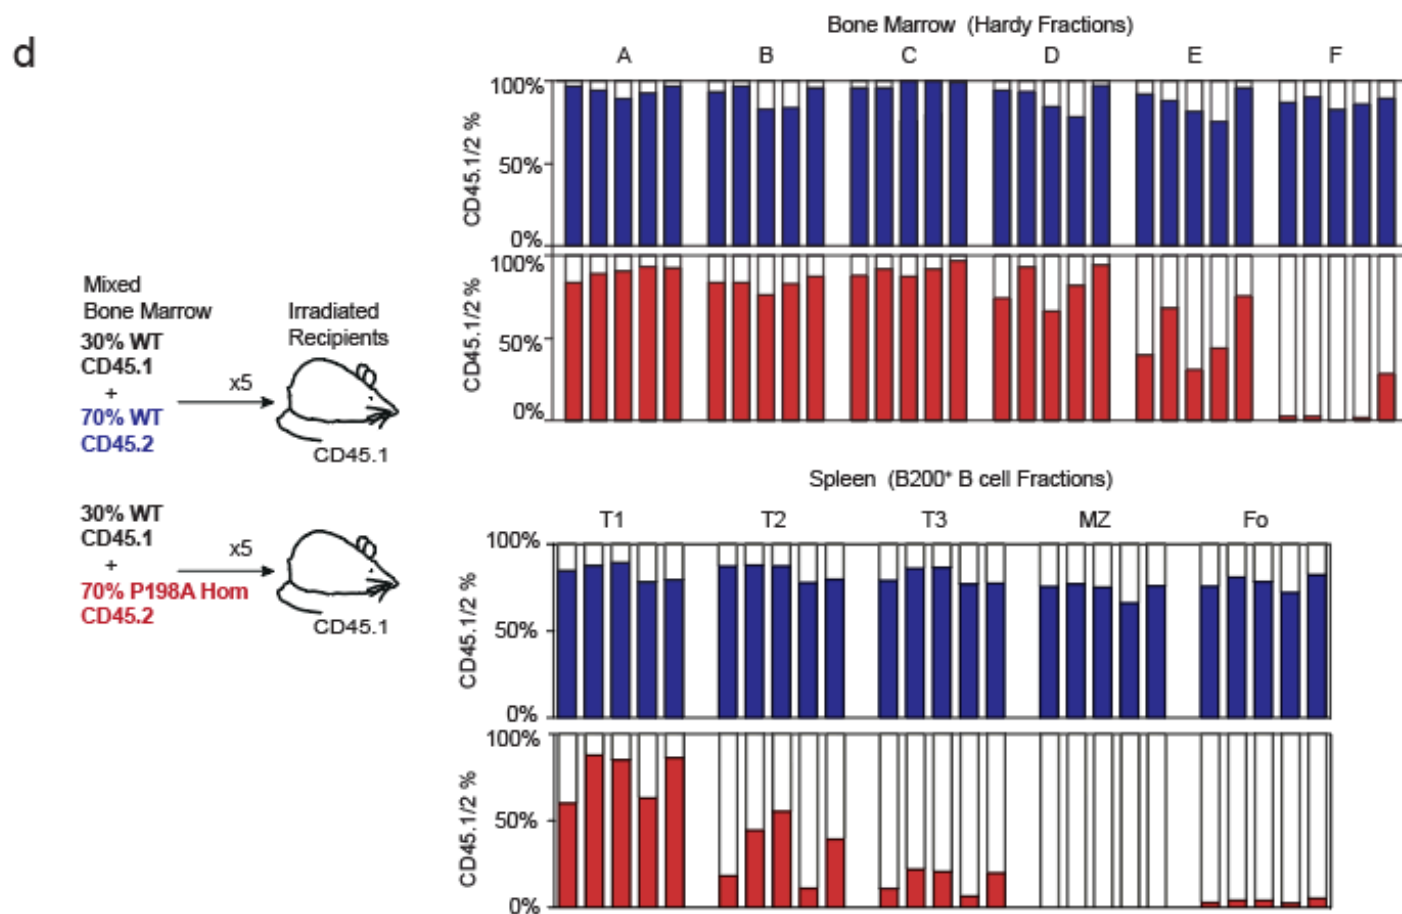 d
Bone Marrow (Hardy Fractions)
A B C D E F
100%
50%
0%
CD45.1/2 %
100%
50%
0%
CD45.1/2 %
Mixed
Bone Marrow
30% WT
CD45.1
+
70% WT
CD45.2
x5
Irradiated
Recipients
CD45.1
30% WT
CD45.1
+
70% P198A Hom
CD45.2
x5
CD45.1
Spleen (B200⁺ B cell Fractions)
T1 T2 T3 MZ Fo
100%
50%
0%
CD45.1/2 %
100%
50%
0%
CD45.1/2 %